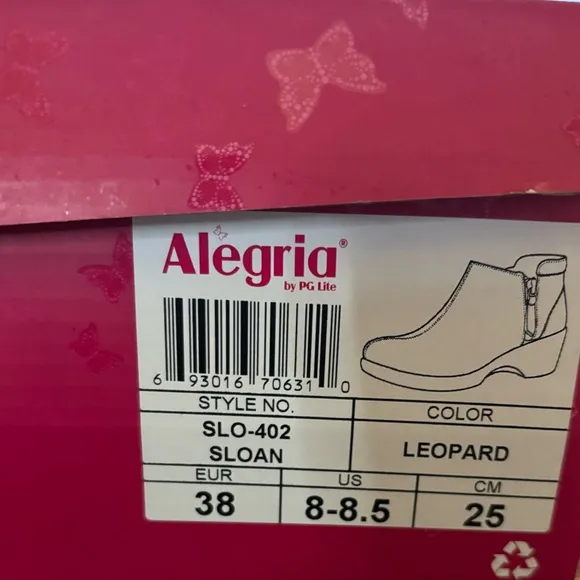 Alegria®
by PG Lite
6 93016 70631 0
STYLE NO. COLOR
SLO-402
SLOAN LEOPARD
EUR US CM
38 8-8.5 25